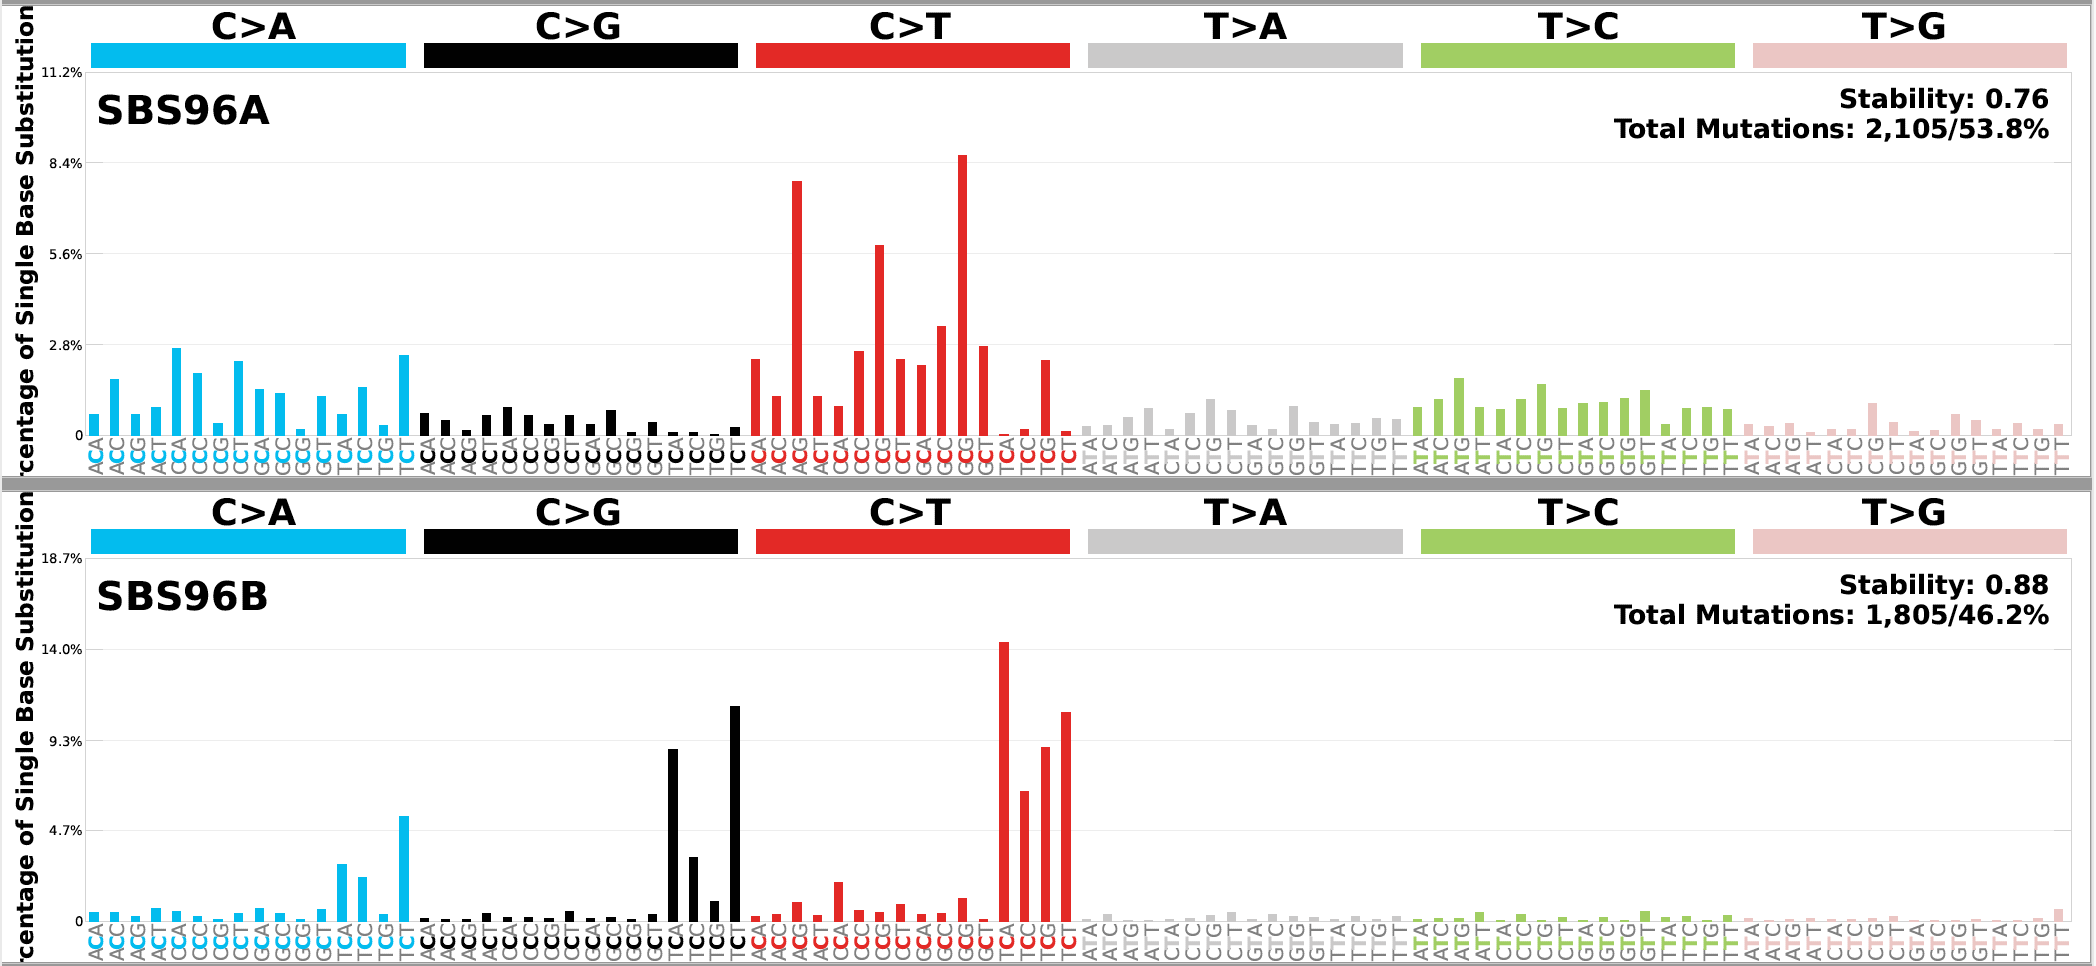 C>A C>G C>T T>A T>C T>G
rcentage of Single Base Substitution
11.2%
8.4%
5.6%
2.8%
0
SBS96A
Stability: 0.76
Total Mutations: 2,105/53.8%
ACA ACC ACG ACT CCA CCC CCG CCT GCA GCC GCG GCT TCA TCC TCG TCT ACA ACC ACG ACT CCA CCC CCG CCT GCA GCC GCG GCT TCA TCC TCG TCT ACA ACC ACG ACT CCA CCC CCG CCT GCA GCC GCG GCT TCA TCC TCG TCT ATA ATC ATG ATT CTA CTC CTG CTT GTA GTC GTG GTT TTA TTC TTG TTT ATA ATC ATG ATT CTA CTC CTG CTT GTA GTC GTG GTT TTA TTC TTG TTT ATA ATC ATG ATT CTA CTC CTG CTT GTA GTC GTG GTT TTA TTC TTG TTT
C>A C>G C>T T>A T>C T>G
rcentage of Single Base Substitution
18.7%
14.0%
9.3%
4.7%
0
SBS96B
Stability: 0.88
Total Mutations: 1,805/46.2%
ACA ACC ACG ACT CCA CCC CCG CCT GCA GCC GCG GCT TCA TCC TCG TCT ACA ACC ACG ACT CCA CCC CCG CCT GCA GCC GCG GCT TCA TCC TCG TCT ACA ACC ACG ACT CCA CCC CCG CCT GCA GCC GCG GCT TCA TCC TCG TCT ATA ATC ATG ATT CTA CTC CTG CTT GTA GTC GTG GTT TTA TTC TTG TTT ATA ATC ATG ATT CTA CTC CTG CTT GTA GTC GTG GTT TTA TTC TTG TTT ATA ATC ATG ATT CTA CTC CTG CTT GTA GTC GTG GTT TTA TTC TTG TTT